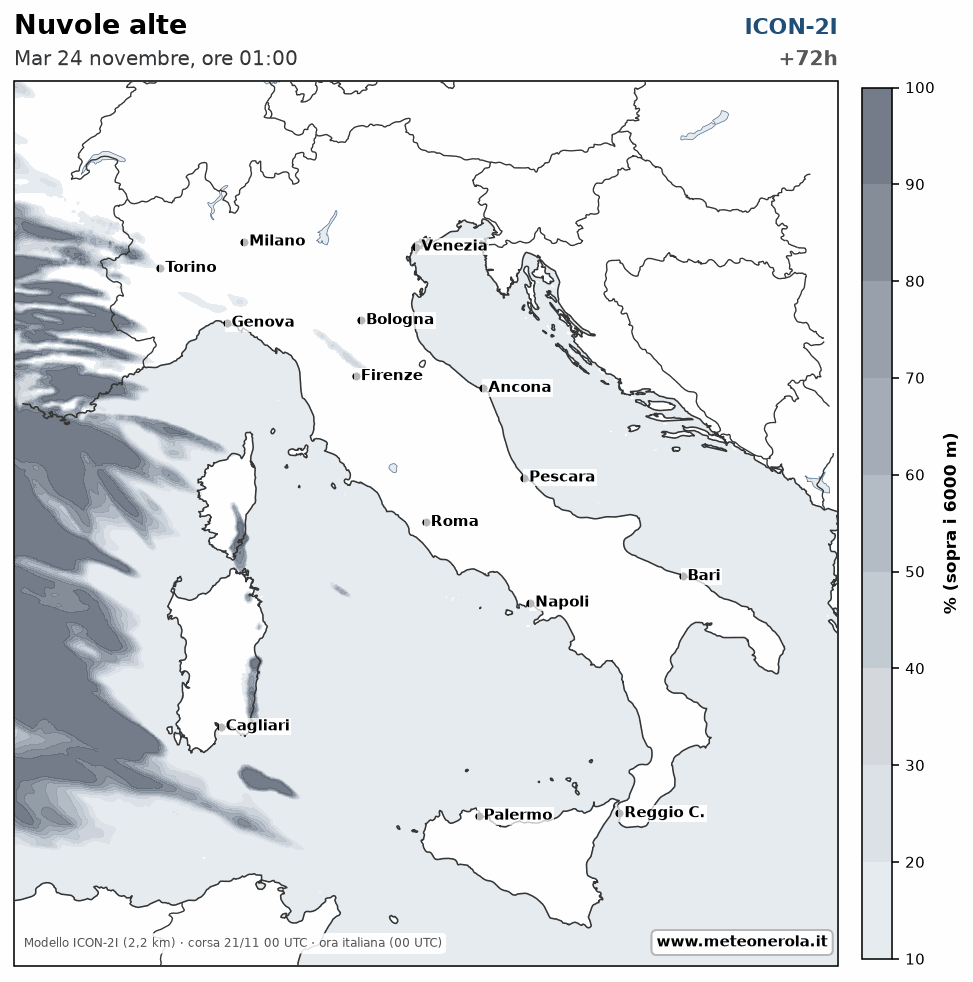 Nuvole alte
ICON-2I
Mar 24 novembre, ore 01:00
+72h
Milano
Venezia
Torino
Genova
Bologna
Firenze
Ancona
Pescara
Roma
Bari
Napoli
Cagliari
Palermo
Reggio C.
Modello ICON-2I (2,2 km) · corsa 21/11 00 UTC · ora italiana (00 UTC)
www.meteonerola.it
100
90
80
70
60
50
40
30
20
10
% (sopra i 6000 m)